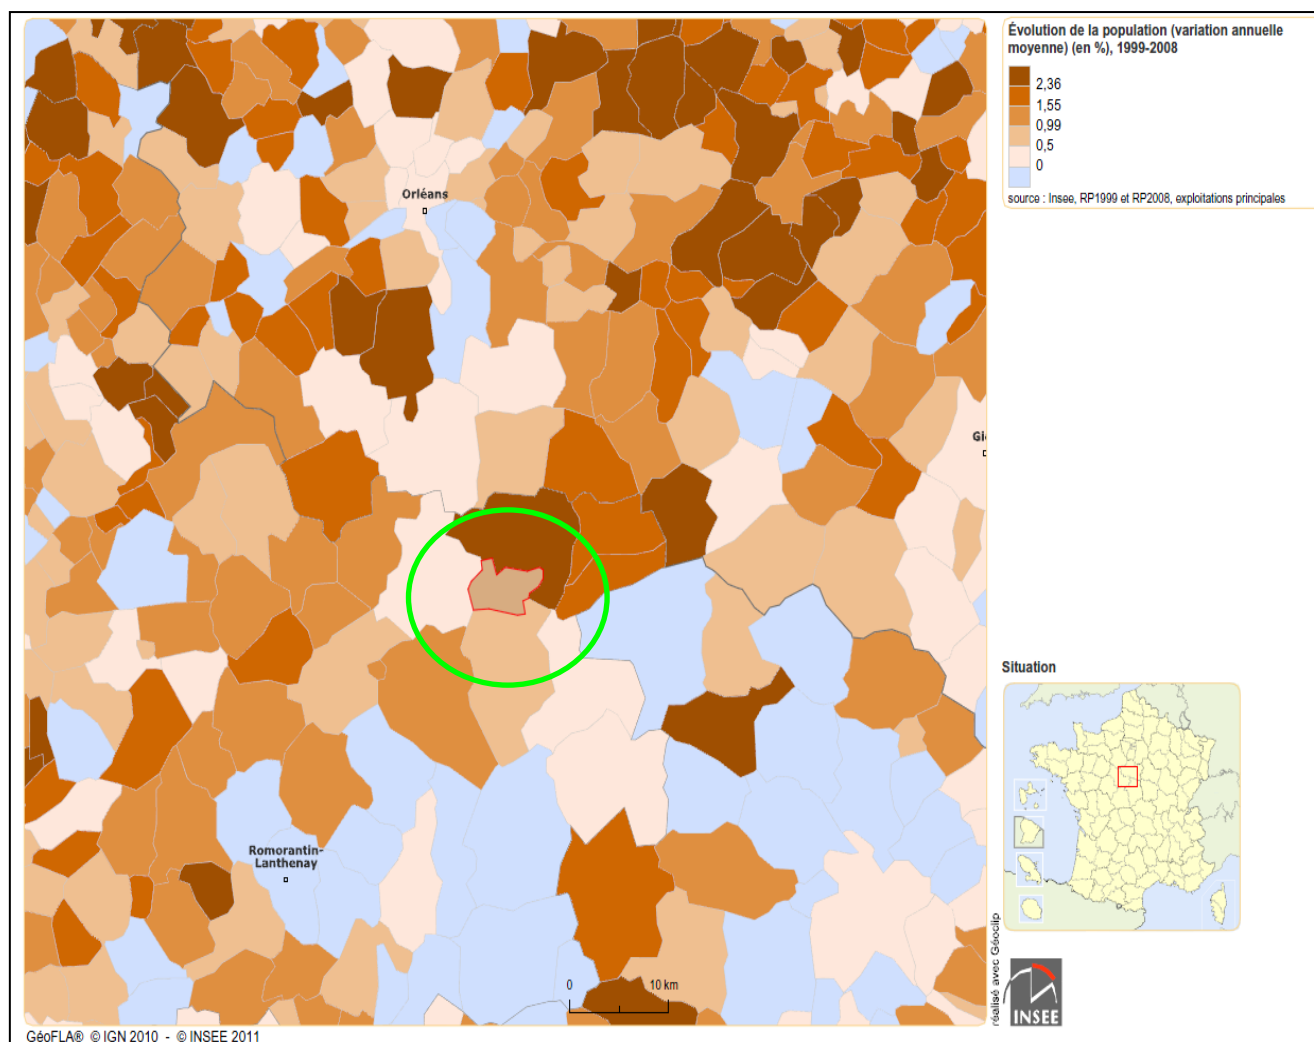 Évolution de la population (variation annuelle
moyenne) (en %), 1999-2008
2,36
1,55
0,99
0,5
0
source : Insee, RP1999 et RP2008, exploitations principales
Orléans
Gie
Situation
Romorantin-
Lanthenay
0 10 km
réalisé avec Géoclip
INSEE
GéoFLA® © IGN 2010 - © INSEE 2011